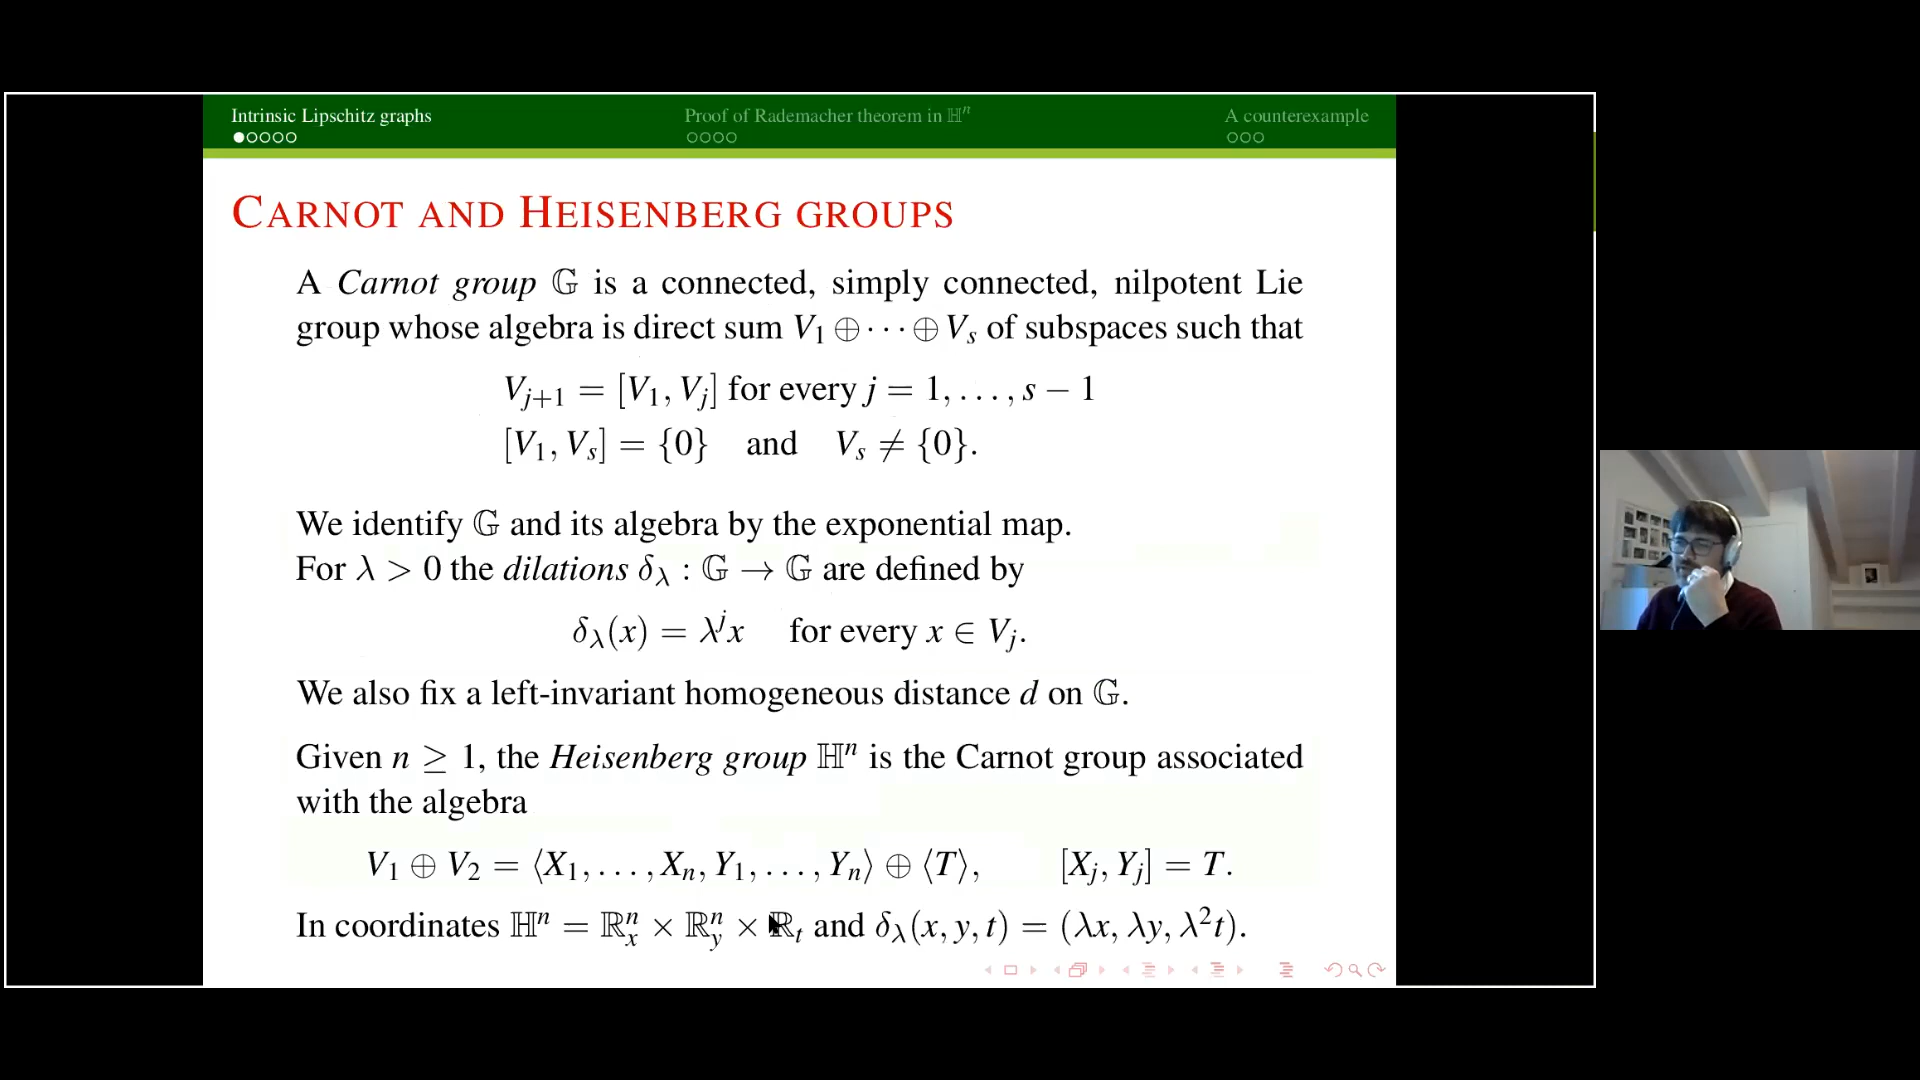 Intrinsic Lipschitz graphs
Proof of Rademacher theorem in ℍⁿ
A counterexample
CARNOT AND HEISENBERG GROUPS
A Carnot group 𝔾 is a connected, simply connected, nilpotent Lie
group whose algebra is direct sum V₁ ⊕ ··· ⊕ Vₛ of subspaces such that
Vⱼ₊₁ = [V₁, Vⱼ] for every j = 1, . . . , s − 1
[V₁, Vₛ] = {0} and Vₛ ≠ {0}.
We identify 𝔾 and its algebra by the exponential map.
For λ > 0 the dilations δ_λ : 𝔾 → 𝔾 are defined by
δ_λ(x) = λʲx for every x ∈ Vⱼ.
We also fix a left-invariant homogeneous distance d on 𝔾.
Given n ≥ 1, the Heisenberg group ℍⁿ is the Carnot group associated
with the algebra
V₁ ⊕ V₂ = ⟨X₁, . . . , Xₙ, Y₁, . . . , Yₙ⟩ ⊕ ⟨T⟩, [Xⱼ, Yⱼ] = T.
In coordinates ℍⁿ = ℝⁿₓ × ℝⁿ_y × ℝₜ and δ_λ(x, y, t) = (λx, λy, λ²t).